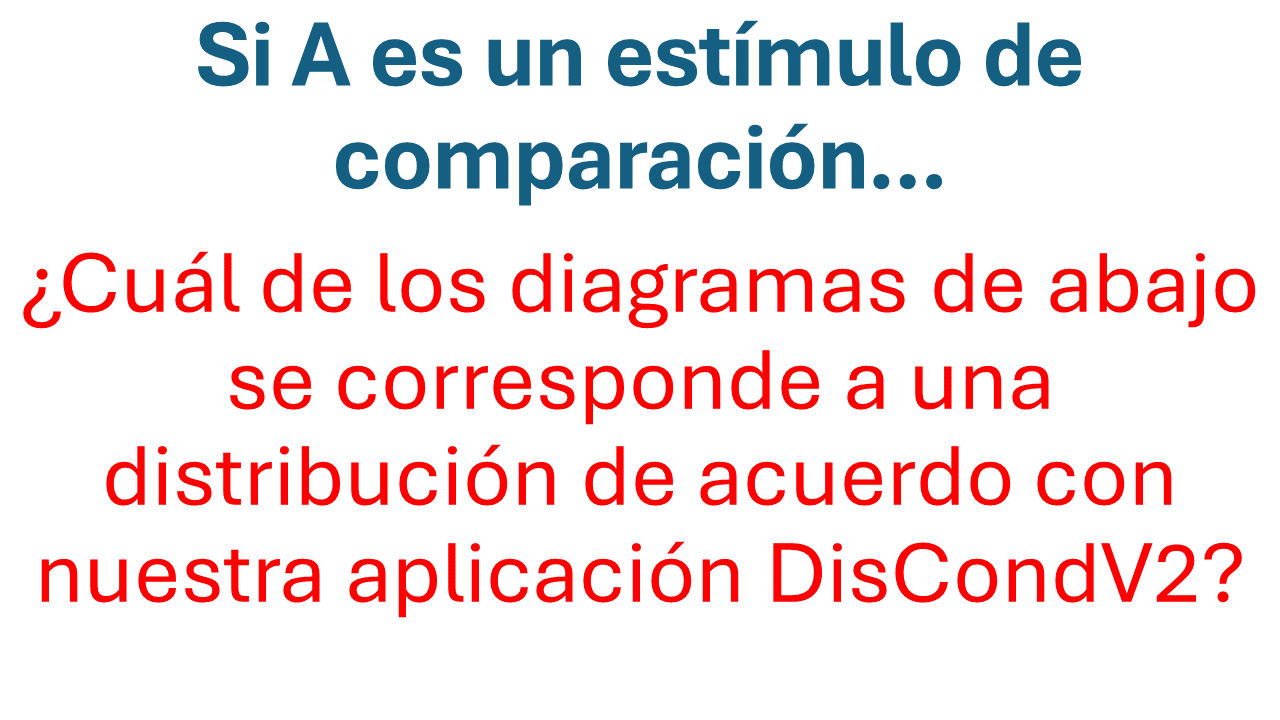 Si A es un estímulo de
comparación...
¿Cuál de los diagramas de abajo
se corresponde a una
distribución de acuerdo con
nuestra aplicación DisCondV2?